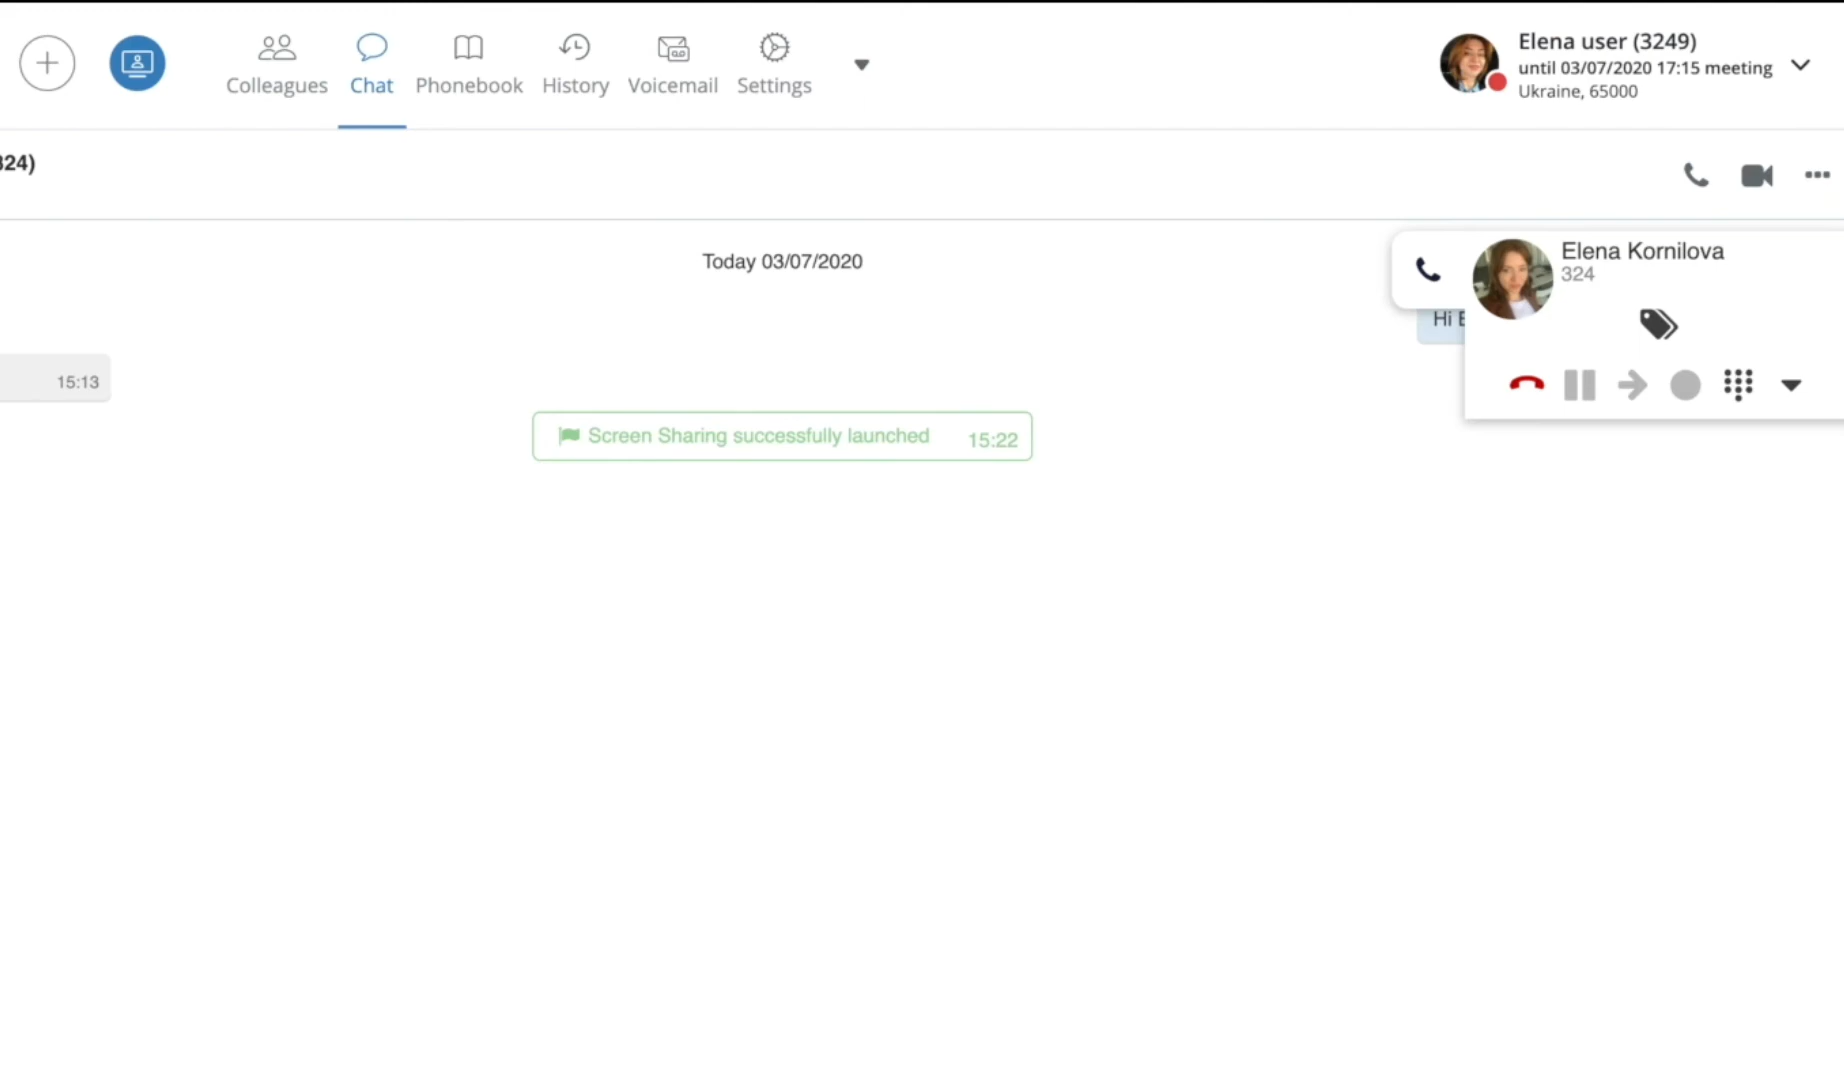 Colleagues Chat Phonebook History Voicemail Settings
Elena user (3249)
until 03/07/2020 17:15 meeting
Ukraine, 65000
324)
Today 03/07/2020
Elena Kornilova
324
Hi E
15:13
Screen Sharing successfully launched 15:22